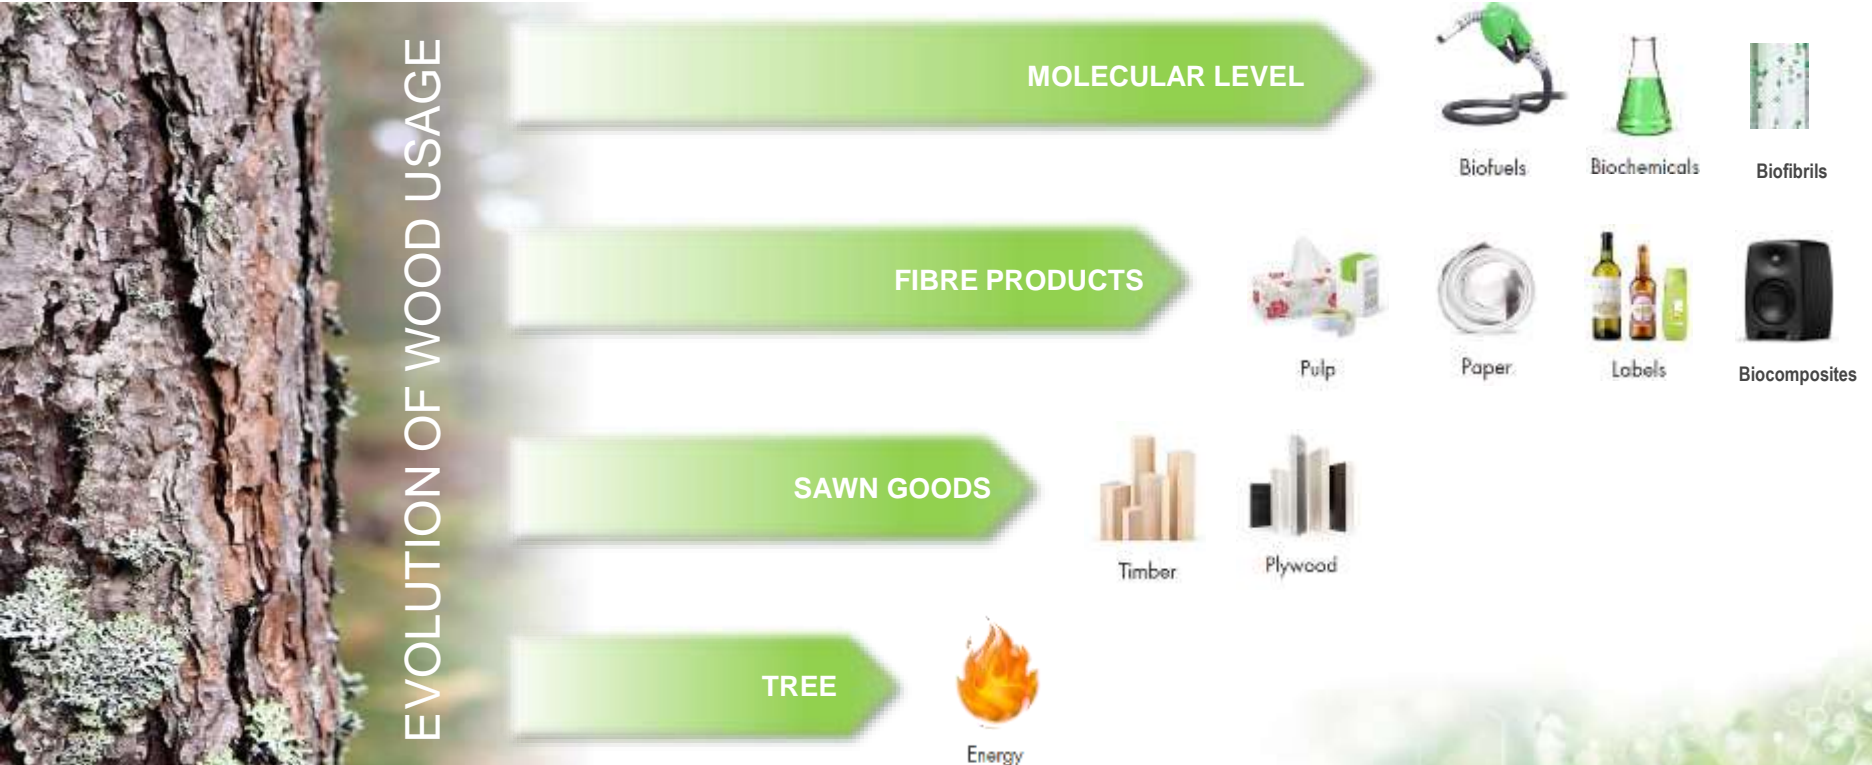 EVOLUTION OF WOOD USAGE
MOLECULAR LEVEL
Biofuels
Biochemicals
Biofibrils
FIBRE PRODUCTS
Pulp
Paper
Labels
Biocomposites
SAWN GOODS
Timber
Plywood
TREE
Energy